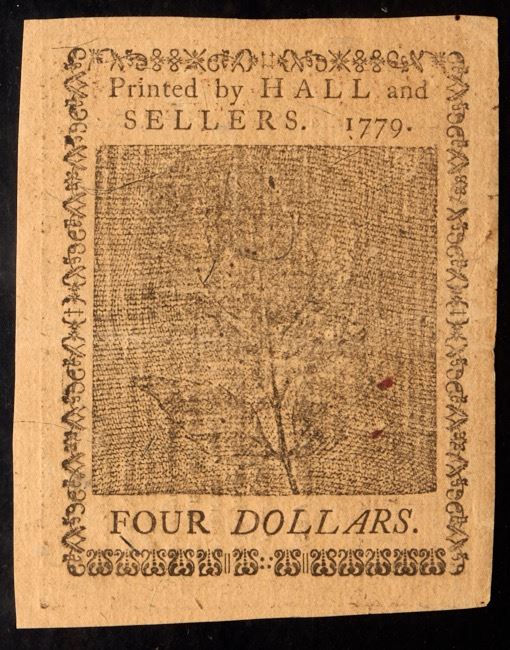 Printed by HALL and
SELLERS. 1779.
FOUR DOLLARS.